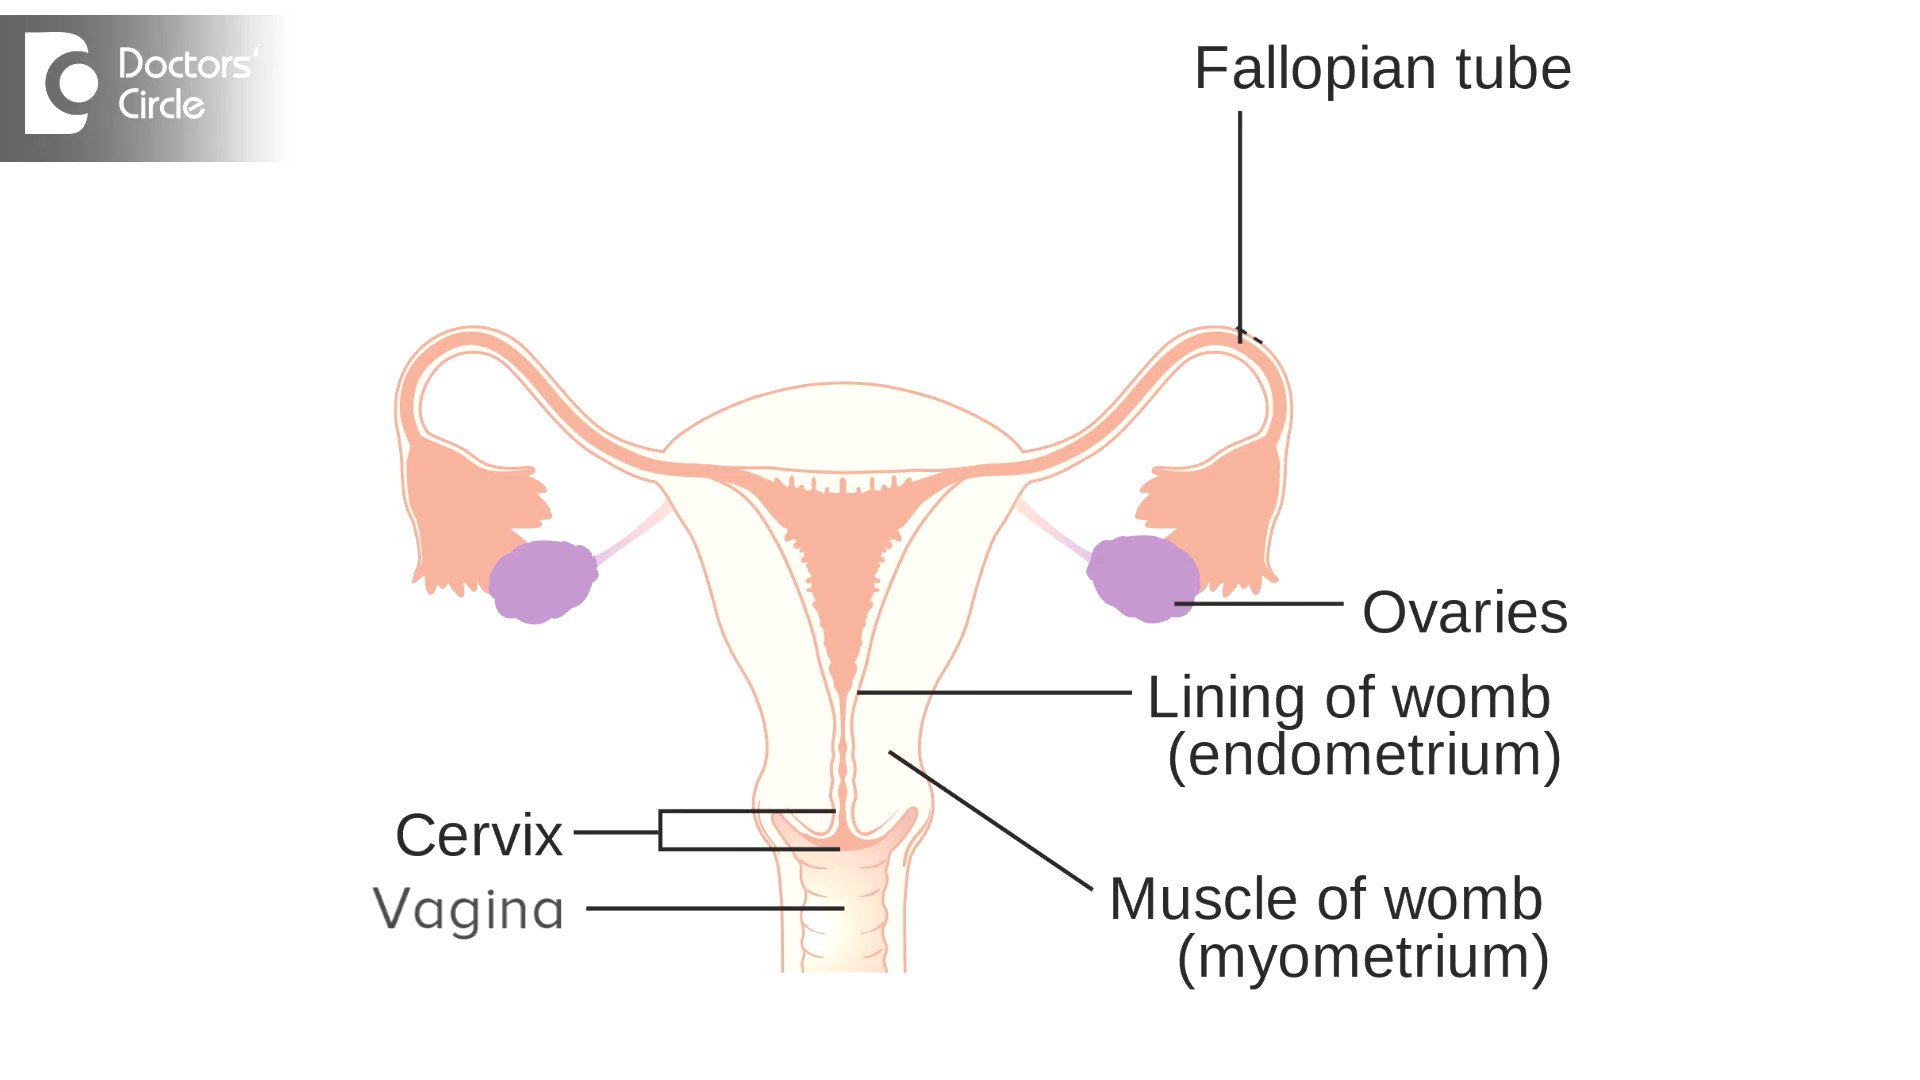 Doctors'
Circle
Fallopian tube
Ovaries
Lining of womb
(endometrium)
Cervix
Vagina
Muscle of womb
(myometrium)